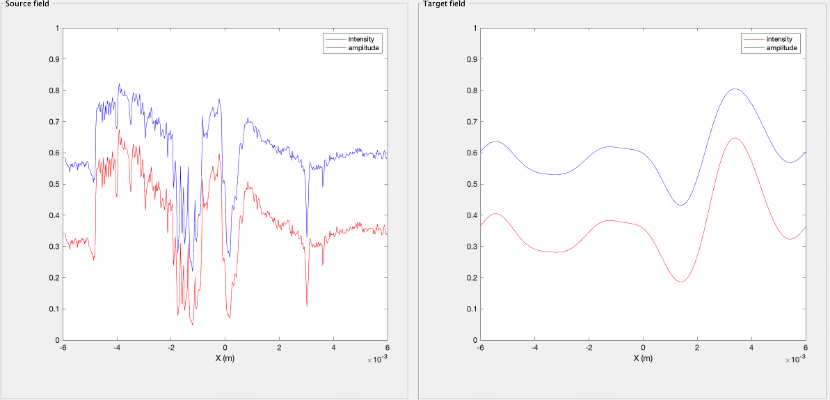 Source field
intensity
amplitude
1
0.9
0.8
0.7
0.6
0.5
0.4
0.3
0.2
0.1
0
-6 -4 -2 0 2 4 6
X (m)
×10⁻³
Target field
intensity
amplitude
1
0.9
0.8
0.7
0.6
0.5
0.4
0.3
0.2
0.1
0
-6 -4 -2 0 2 4 6
X (m)
×10⁻³